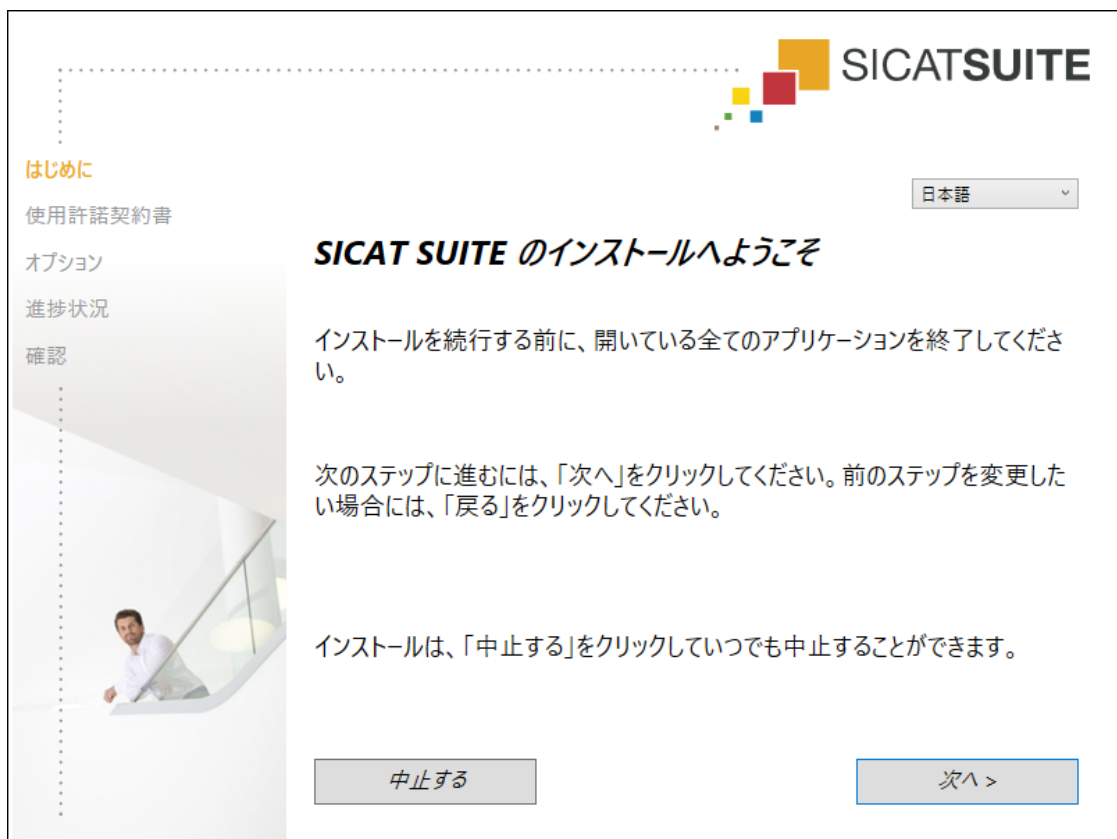 SICATSUITE
はじめに
使用許諾契約書
オプション
進捗状況
確認
日本語
SICAT SUITE のインストールへようこそ
インストールを続行する前に、開いている全てのアプリケーションを終了してくださ
い。
次のステップに進むには、「次へ」をクリックしてください。前のステップを変更した
い場合には、「戻る」をクリックしてください。
インストールは、「中止する」をクリックしていつでも中止することができます。
中止する
次へ >